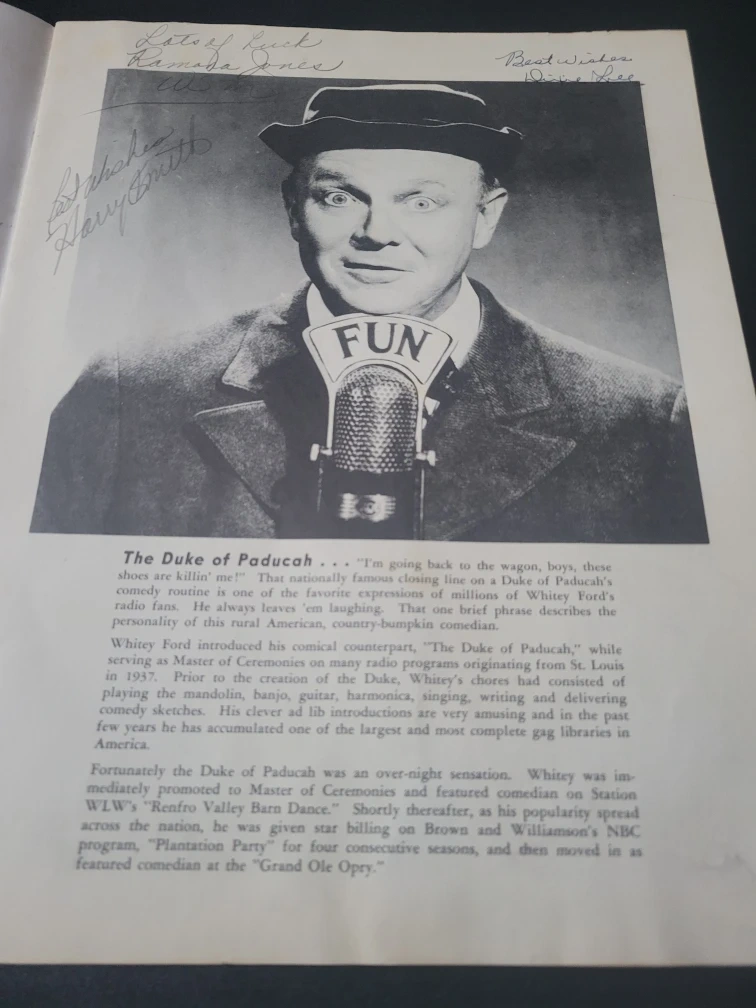 Lots of Luck
Ramona Jones
Best Wishes
Best Wishes
Harry Smith
FUN
The Duke of Paducah . . . "I'm going back to the wagon, boys, these
shoes are killin' me!" That nationally famous closing line on a Duke of Paducah's
comedy routine is one of the favorite expressions of millions of Whitey Ford's
radio fans. He always leaves 'em laughing. That one brief phrase describes the
personality of this rural American, country-bumpkin comedian.
Whitey Ford introduced his comical counterpart, "The Duke of Paducah," while
serving as Master of Ceremonies on many radio programs originating from St. Louis
in 1937. Prior to the creation of the Duke, Whitey's chores had consisted of
playing the mandolin, banjo, guitar, harmonica, singing, writing and delivering
comedy sketches. His clever ad lib introductions are very amusing and in the past
few years he has accumulated one of the largest and most complete gag libraries in
America.
Fortunately the Duke of Paducah was an over-night sensation. Whitey was im-
mediately promoted to Master of Ceremonies and featured comedian on Station
WLW's "Renfro Valley Barn Dance." Shortly thereafter, as his popularity spread
across the nation, he was given star billing on Brown and Williamson's NBC
program, "Plantation Party" for four consecutive seasons, and then moved in as
featured comedian at the "Grand Ole Opry."